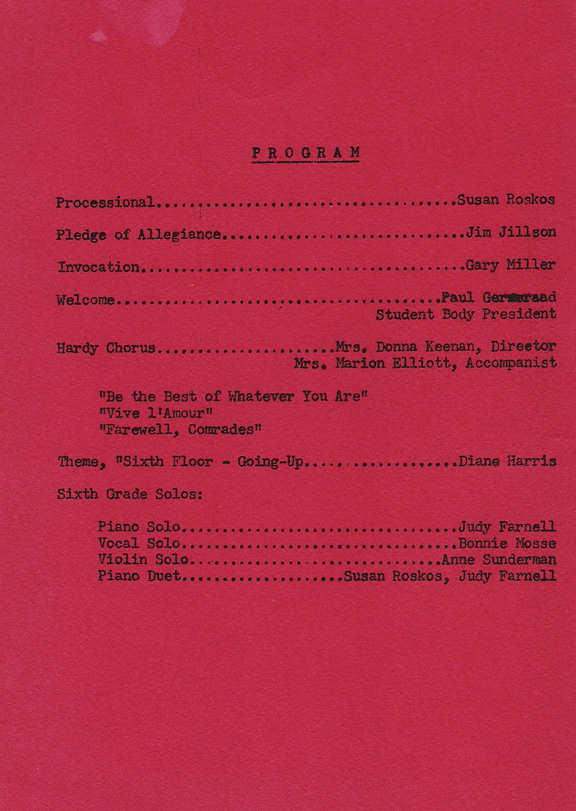 PROGRAM
Processional.................................Susan Roskos
Pledge of Allegiance...........................Jim Jillson
Invocation....................................Gary Miller
Welcome....................................Paul
Student Body President
Hardy Chorus....................Mrs. Donna Keenan, Director
Mrs. Marion Elliott, Accompanist
"Be the Best of Whatever You Are"
"Vive l'Amour"
"Farewell, Comrades"
Theme, "Sixth Floor - Going-Up.................Diane Harris
Sixth Grade Solos:
Piano Solo...............................Judy Farnell
Vocal Solo...............................Bonnie Mosse
Violin Solo............................Anne Sunderman
Piano Duet..................Susan Roskos, Judy Farnell